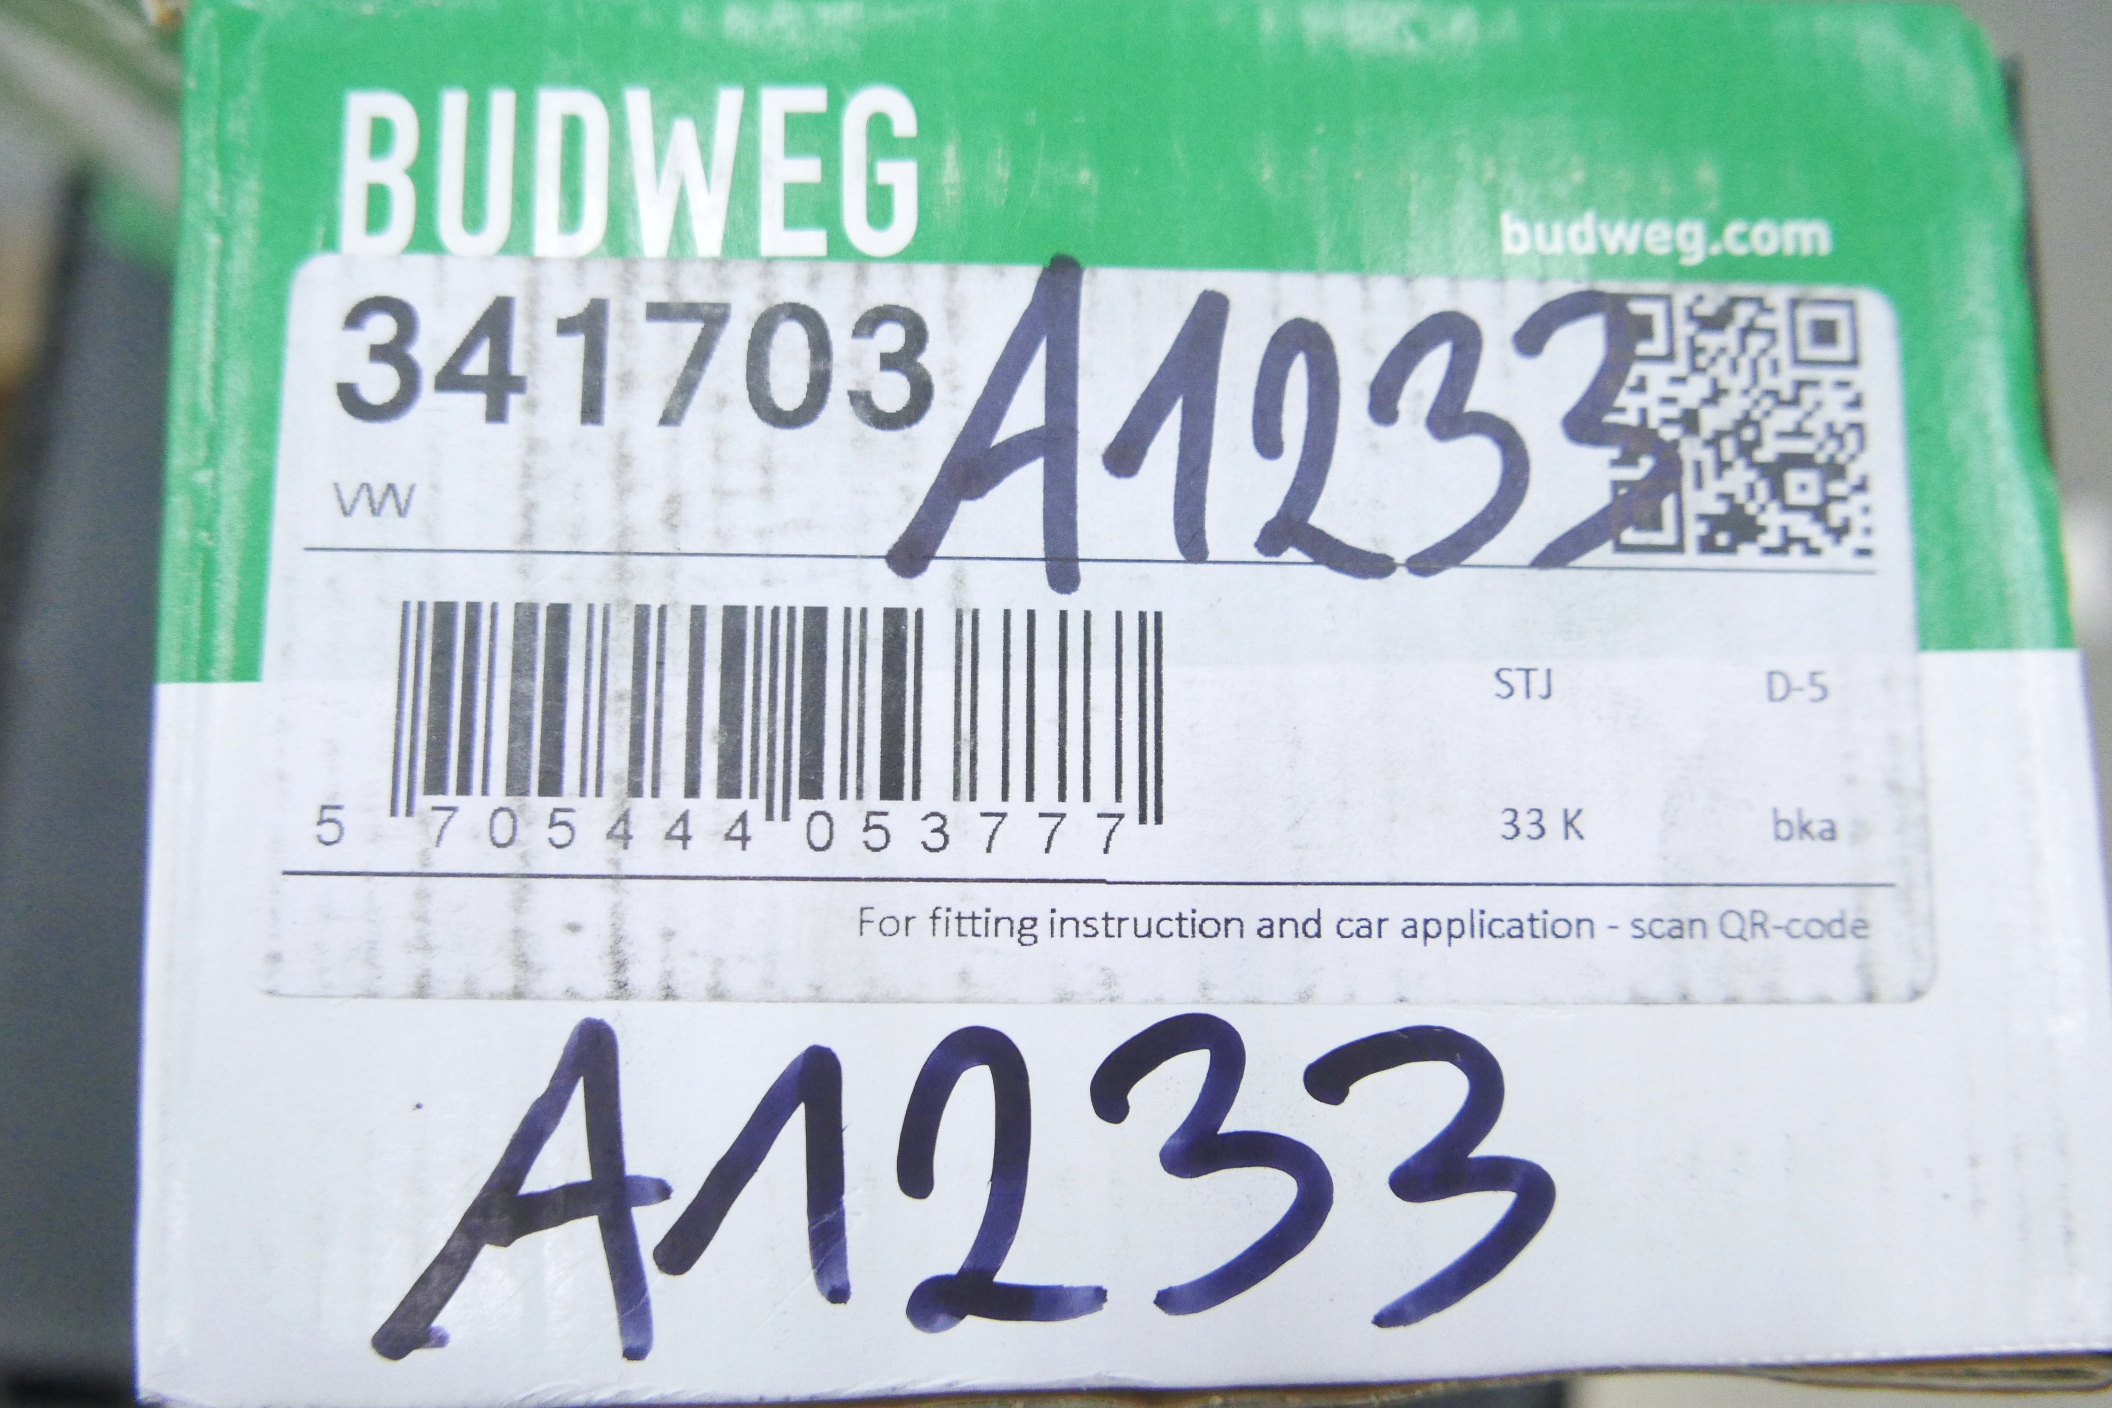 BUDWEG
budweg.com
341703 A1233
VW
STJ D-5
5 705444 053777
33 K bka
For fitting instruction and car application - scan QR-code
A1233